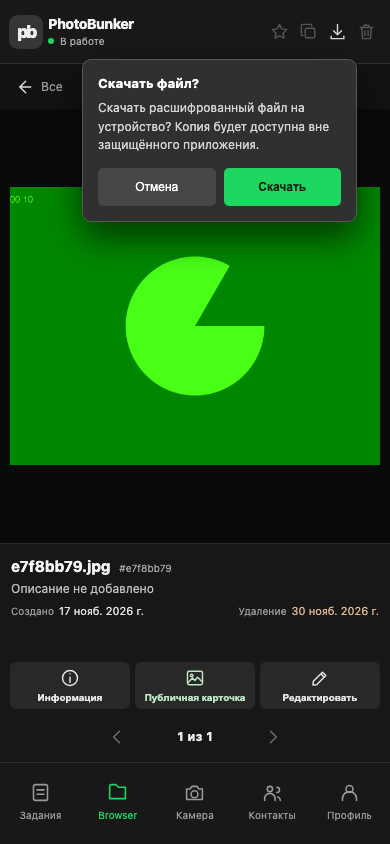 pb
PhotoBunker
В работе
Все
Скачать файл?
Скачать расшифрованный файл на
устройство? Копия будет доступна вне
защищённого приложения.
Отмена
Скачать
00 10
e7f8bb79.jpg #e7f8bb79
Описание не добавлено
Создано 17 нояб. 2026 г.
Удаление 30 нояб. 2026 г.
Информация
Публичная карточка
Редактировать
1 из 1
Задания
Browser
Камера
Контакты
Профиль